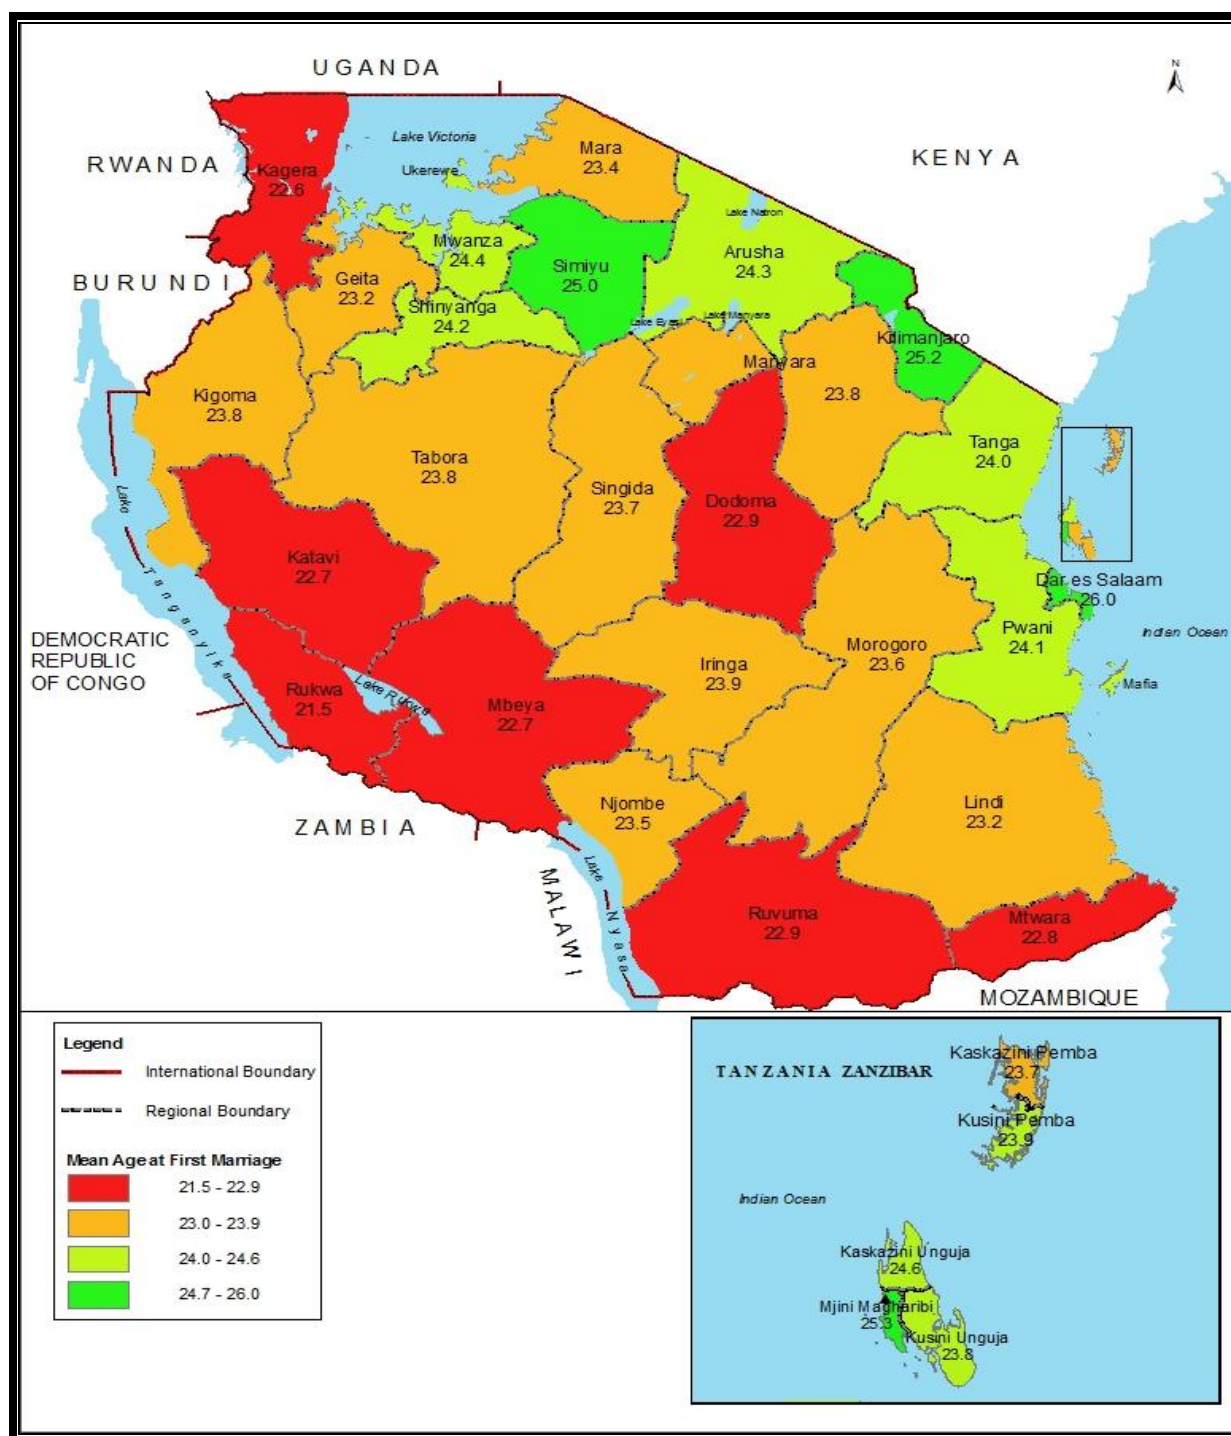 UGANDA
N
Lake Victoria
Ukerewe
Mara
23.4
KENYA
RWANDA
Kagera
22.6
Lake Natron
Mwanza
24.4
Simiyu
25.0
Arusha
24.3
BURUNDI
Geita
23.2
Shinyanga
24.2
Lake Eyasi
Lake Manyara
Kilimanjaro
25.2
Kigoma
23.8
Manyara
23.8
Tabora
23.8
Singida
23.7
Dodoma
22.9
Tanga
24.0
Lake Tanganyika
Katavi
22.7
Dar es Salaam
26.0
Indian Ocean
DEMOCRATIC
REPUBLIC
OF CONGO
Rukwa
21.5
Lake Rukwa
Mbeya
22.7
Iringa
23.9
Morogoro
23.6
Pwani
24.1
Mafia
ZAMBIA
Njombe
23.5
Lindi
23.2
MALAWI
Lake Nyasa
Ruvuma
22.9
Mtwara
22.8
MOZAMBIQUE
Legend
International Boundary
Regional Boundary
Mean Age at First Marriage
21.5 - 22.9
23.0 - 23.9
24.0 - 24.6
24.7 - 26.0
TANZANIA ZANZIBAR
Kaskazini Pemba
23.7
Kusini Pemba
23.9
Indian Ocean
Kaskazini Unguja
24.6
Mjini Magharibi
25.3
Kusini Unguja
23.8